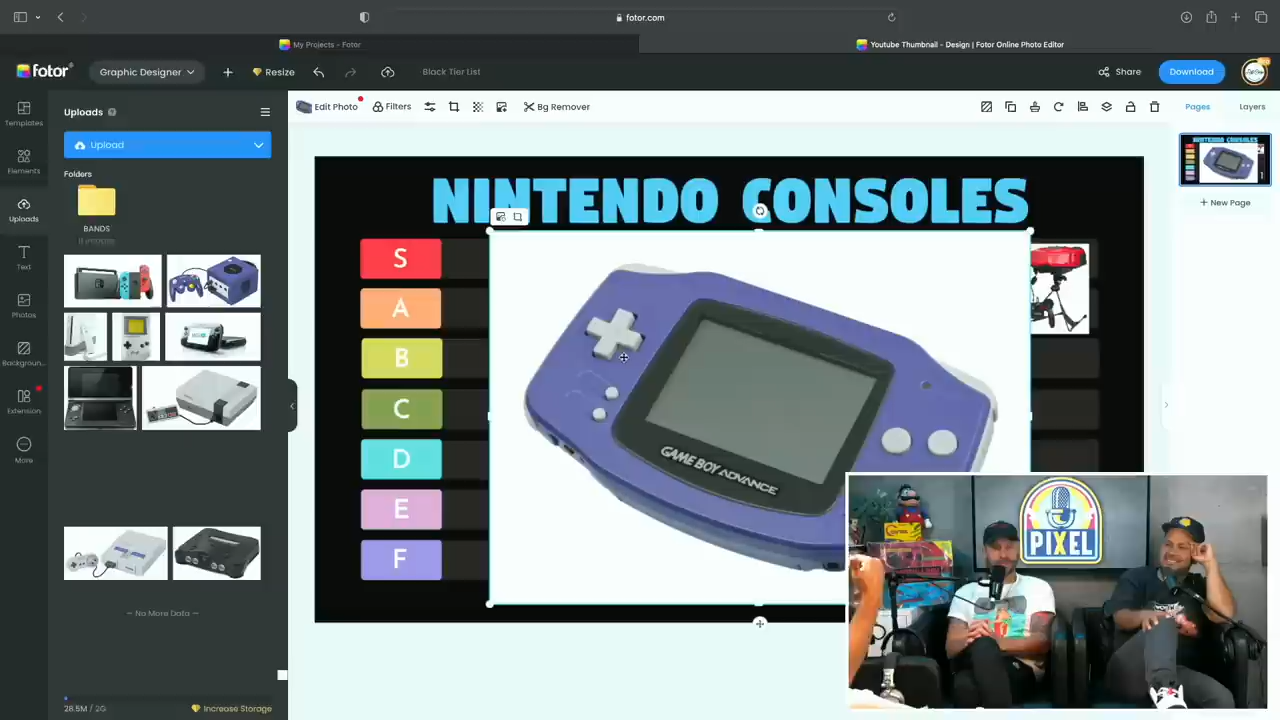 fotor.com
My Projects - Fotor
Youtube Thumbnail - Design | Fotor Online Photo Editor
fotor
Graphic Designer
Resize
Black Tier List
Share
Download
Templates
Elements
Uploads
Text
Photos
Backgroun...
Extension
More
Uploads
Upload
Folders
BANDS
No More Data
28.5M / 2G
Increase Storage
Edit Photo
Filters
Bg Remover
Pages
Layers
New Page
NINTENDO CONSOLES
S
A
B
C
D
E
F
GAME BOY ADVANCE
PIXEL